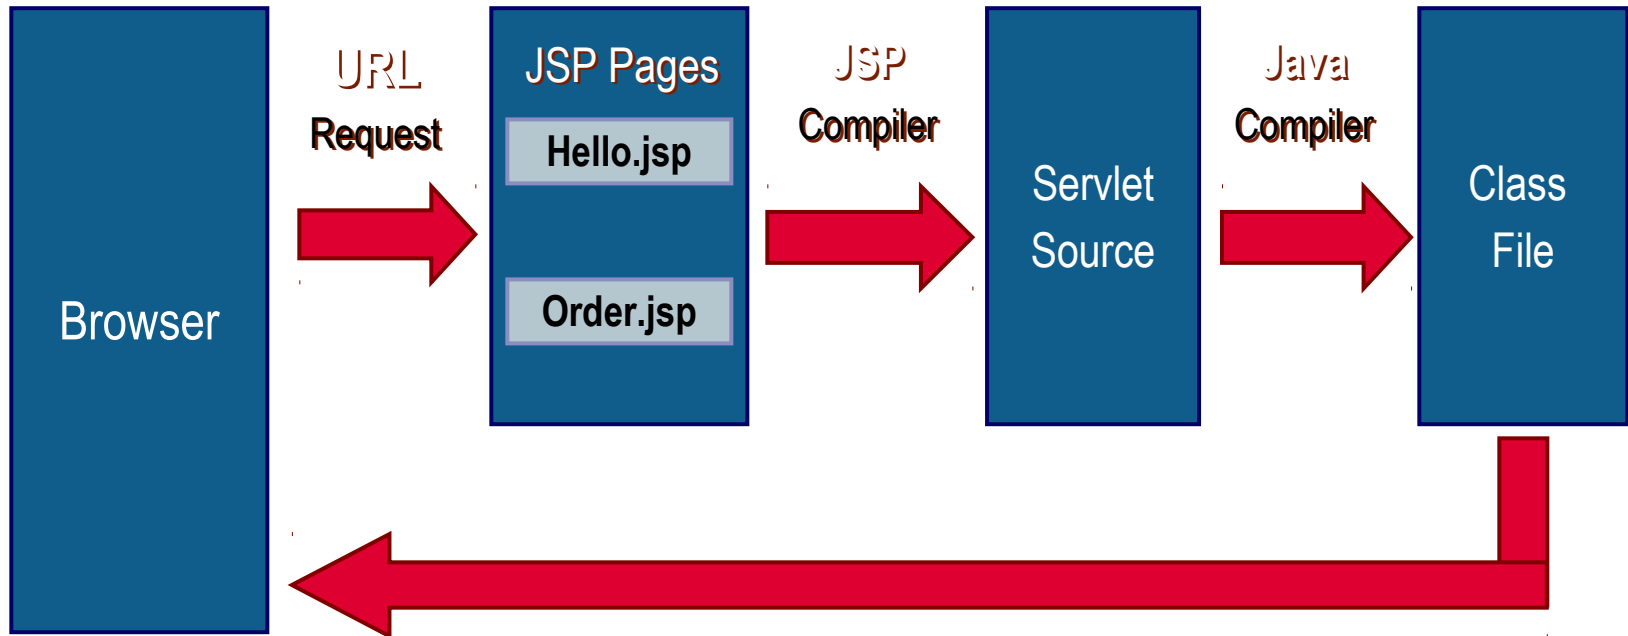 Browser
URL
Request
JSP Pages
Hello.jsp
Order.jsp
JSP
Compiler
Servlet
Source
Java
Compiler
Class
File